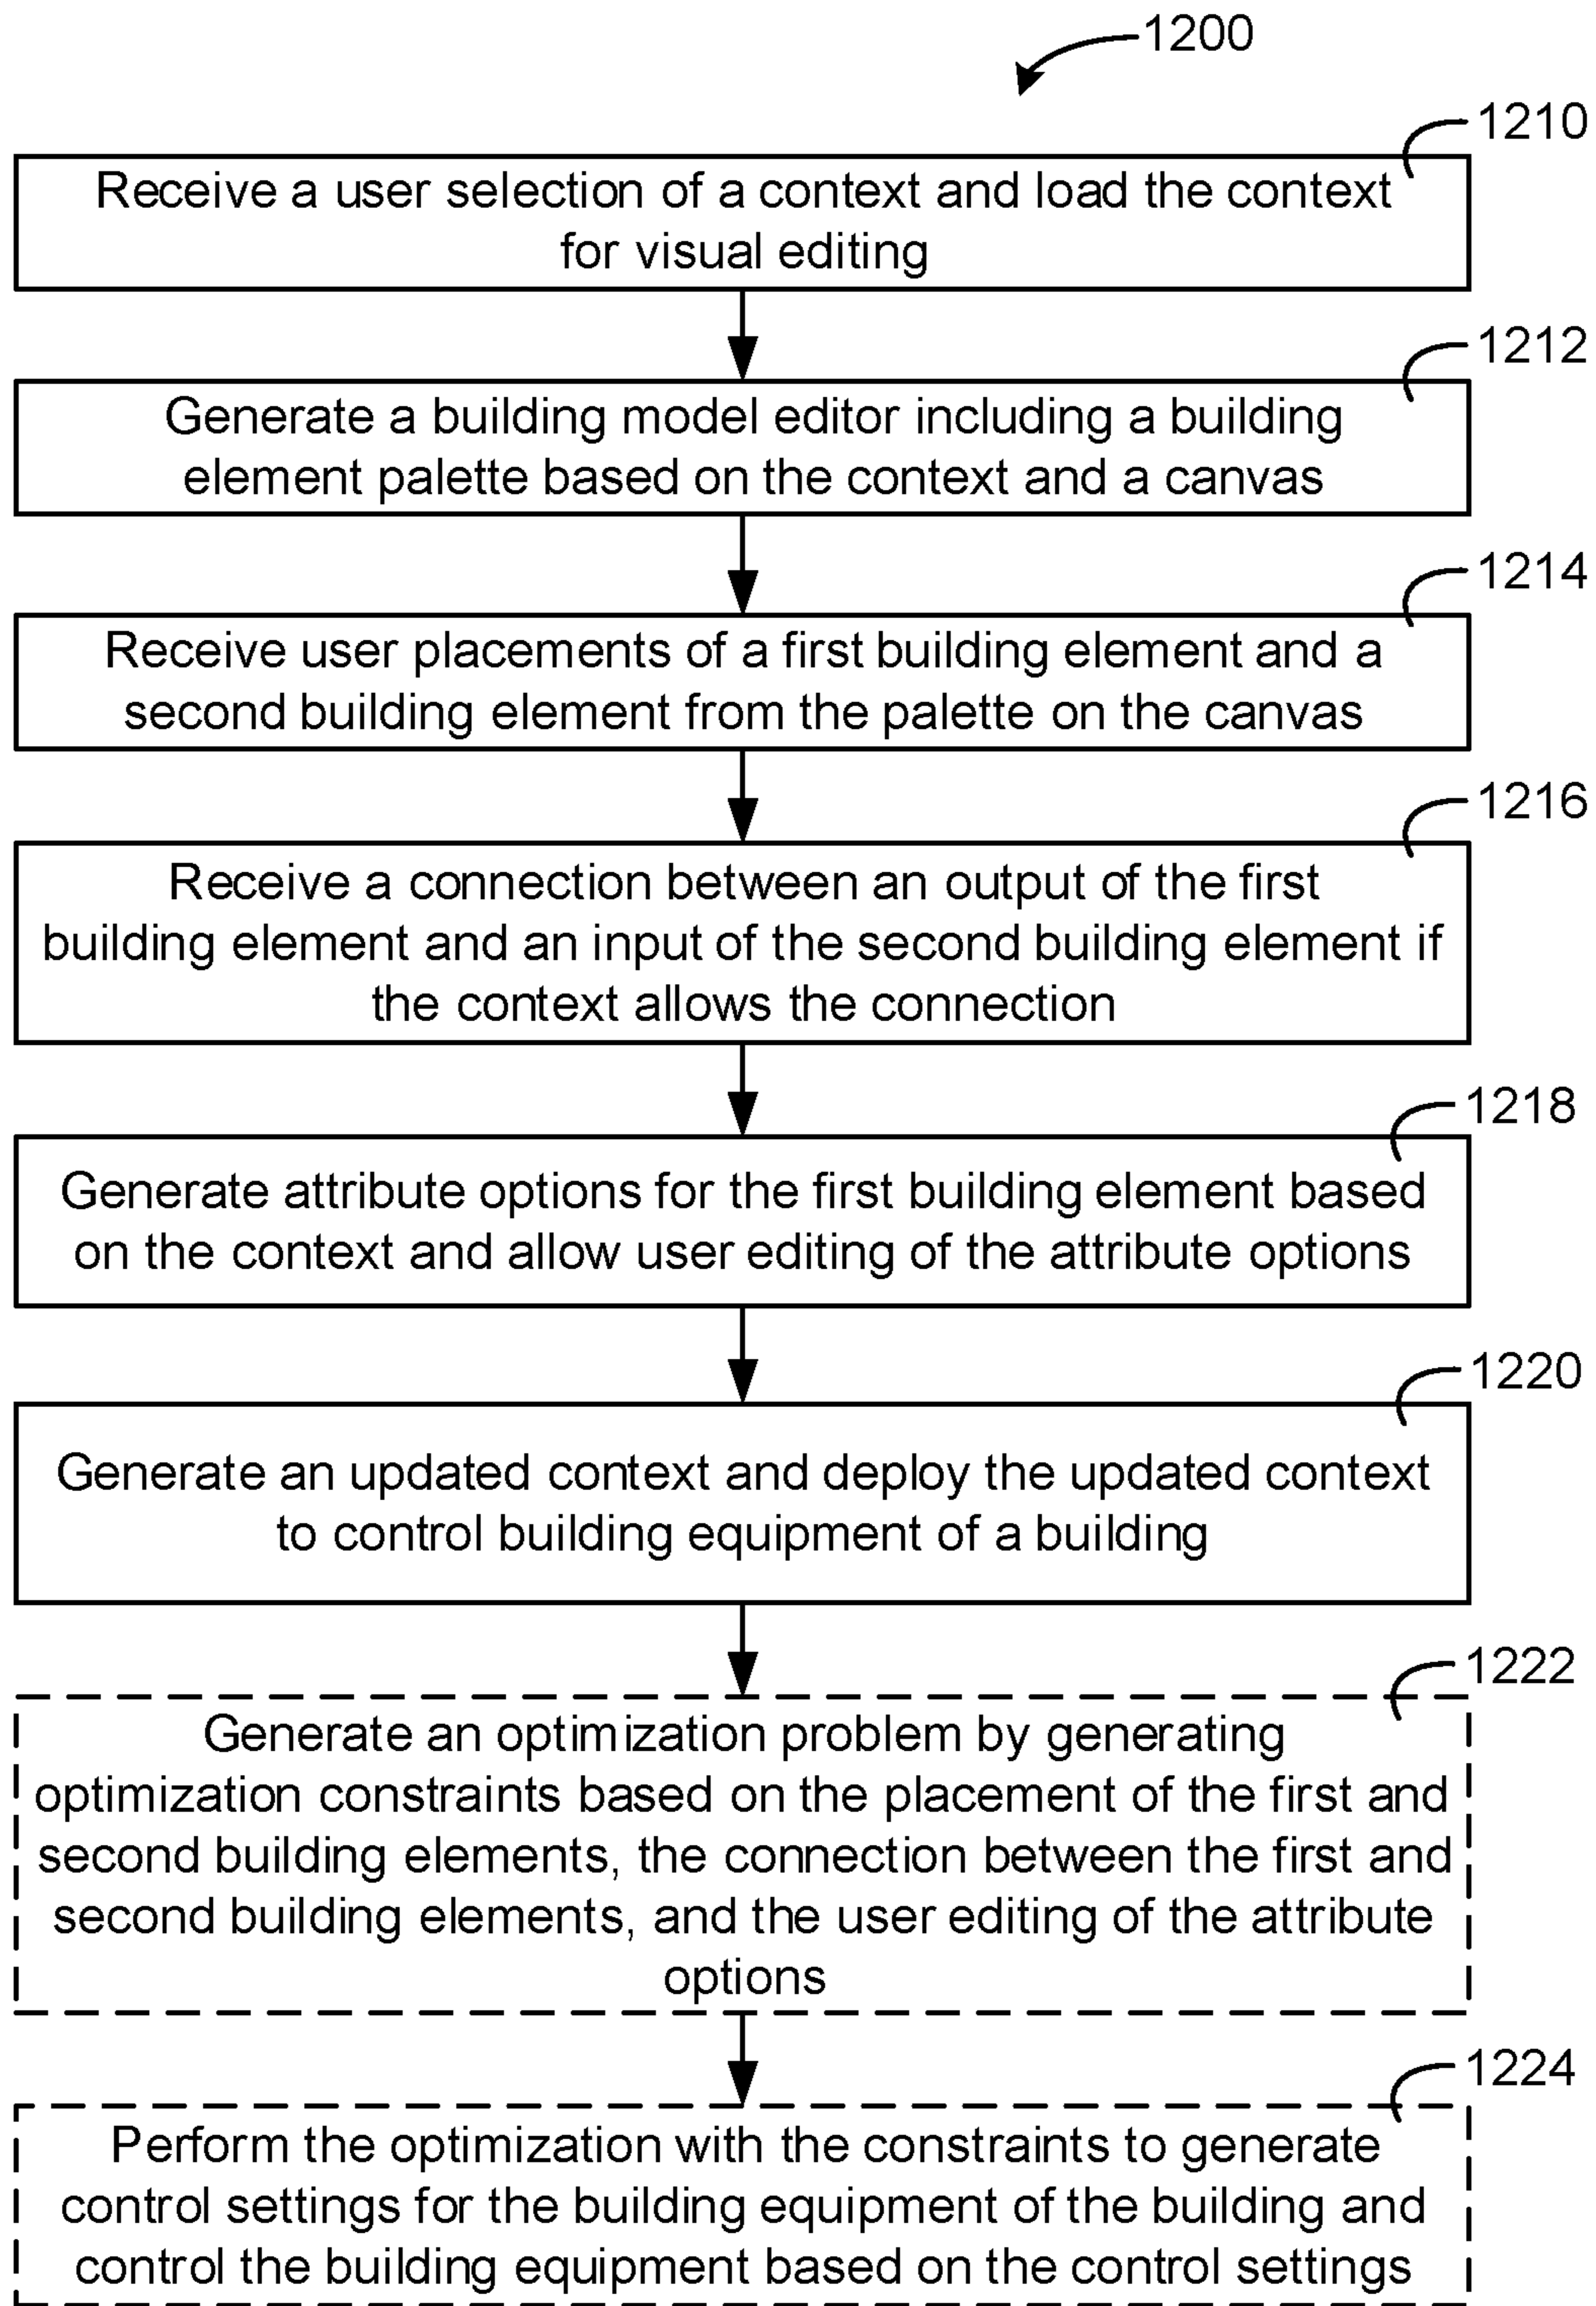 1200
1210
Receive a user selection of a context and load the context
for visual editing
1212
Generate a building model editor including a building
element palette based on the context and a canvas
1214
Receive user placements of a first building element and a
second building element from the palette on the canvas
1216
Receive a connection between an output of the first
building element and an input of the second building element if
the context allows the connection
1218
Generate attribute options for the first building element based
on the context and allow user editing of the attribute options
1220
Generate an updated context and deploy the updated context
to control building equipment of a building
1222
Generate an optimization problem by generating
optimization constraints based on the placement of the first and
second building elements, the connection between the first and
second building elements, and the user editing of the attribute
options
1224
Perform the optimization with the constraints to generate
control settings for the building equipment of the building and
control the building equipment based on the control settings